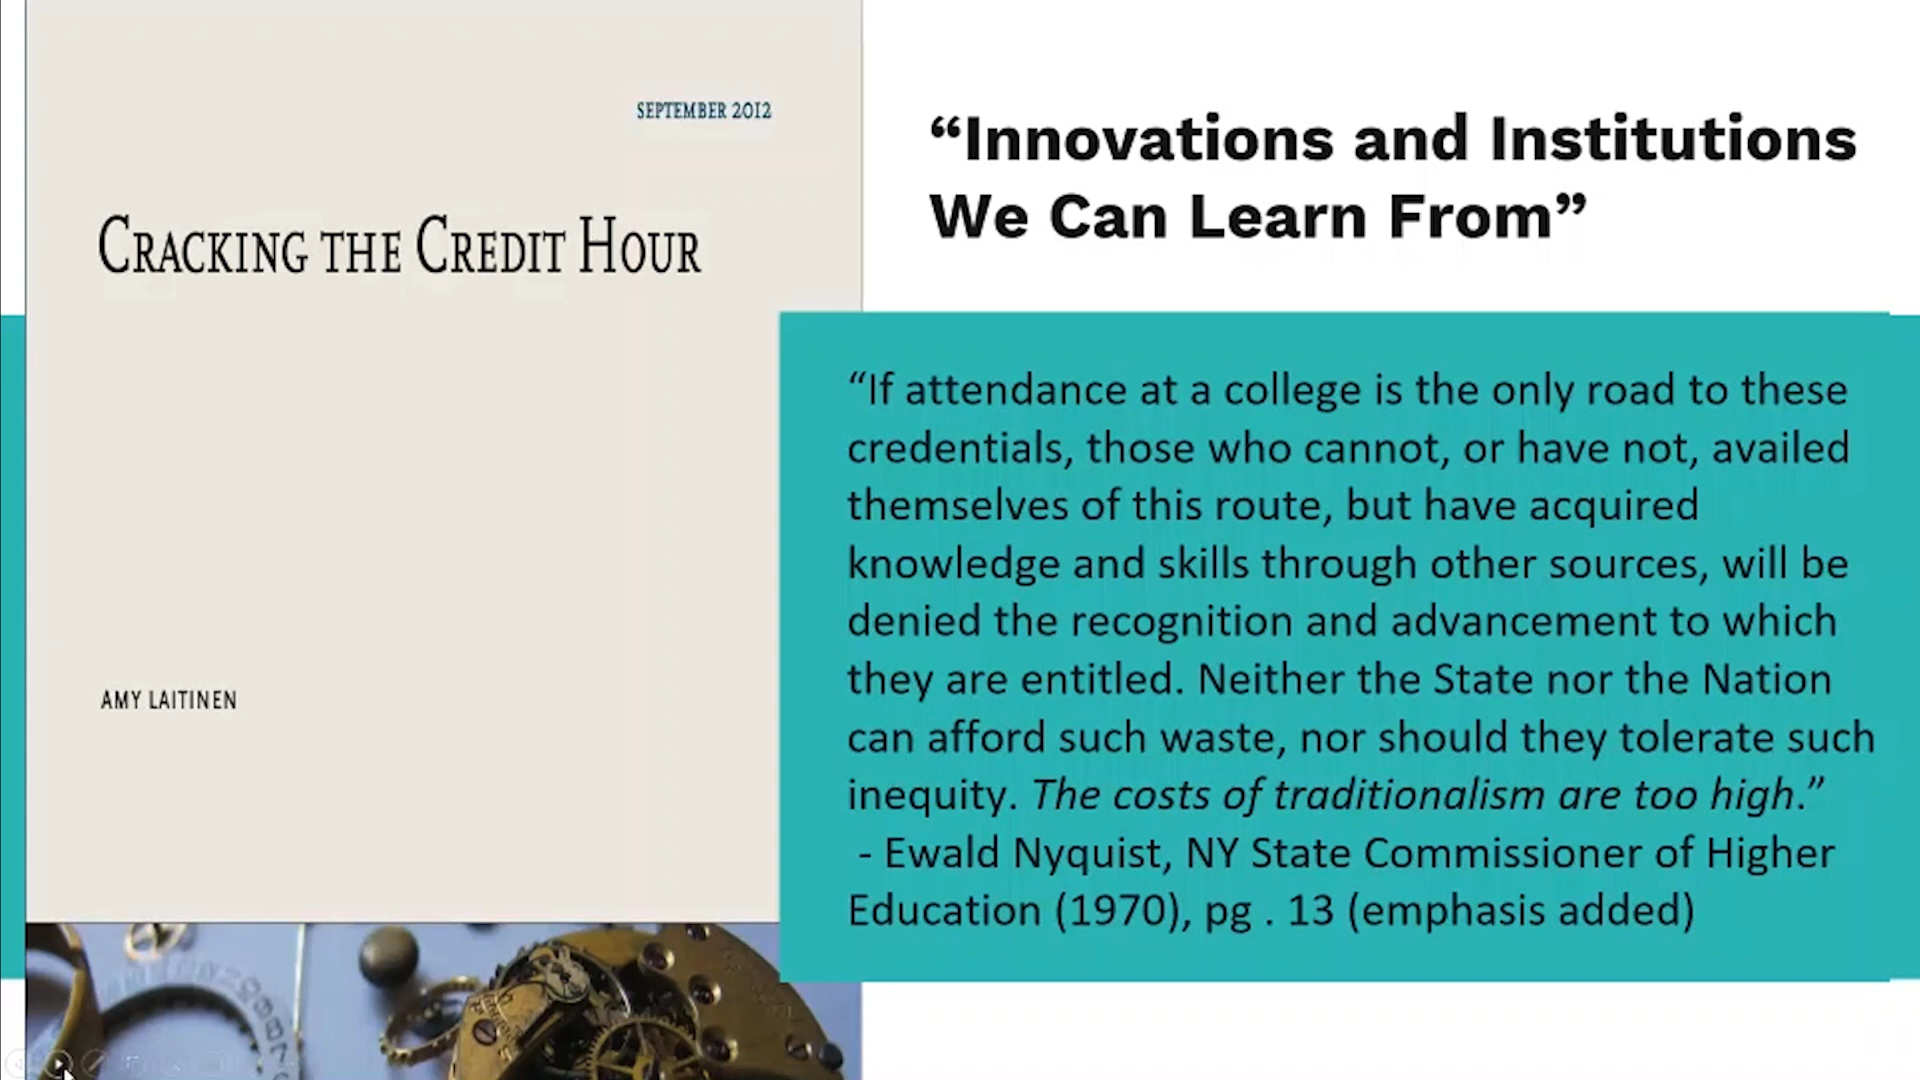 SEPTEMBER 2012
CRACKING THE CREDIT HOUR
AMY LAITINEN
“Innovations and Institutions
We Can Learn From”
“If attendance at a college is the only road to these
credentials, those who cannot, or have not, availed
themselves of this route, but have acquired
knowledge and skills through other sources, will be
denied the recognition and advancement to which
they are entitled. Neither the State nor the Nation
can afford such waste, nor should they tolerate such
inequity. The costs of traditionalism are too high.”
- Ewald Nyquist, NY State Commissioner of Higher
Education (1970), pg . 13 (emphasis added)